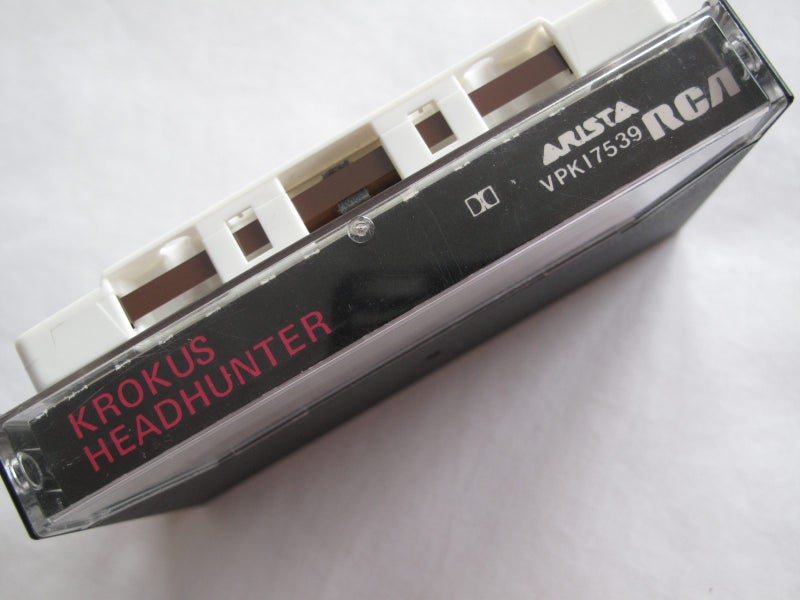 KROKUS
HEADHUNTER
ARISTA
VPK17539
RCA